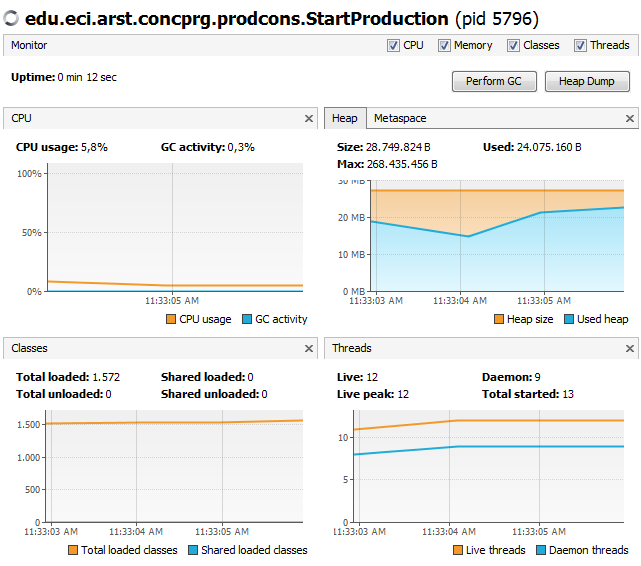 edu.eci.arst.concprg.prodcons.StartProduction (pid 5796)
Monitor
CPU Memory Classes Threads
Uptime: 0 min 12 sec
Perform GC Heap Dump
CPU
CPU usage: 5,8% GC activity: 0,3%
100%
50%
0%
11:33:05 AM
CPU usage GC activity
Heap Metaspace
Size: 28.749.824 B Used: 24.075.160 B
Max: 268.435.456 B
30 MB
20 MB
10 MB
0 MB
11:33:03 AM 11:33:04 AM 11:33:05 AM
Heap size Used heap
Classes
Total loaded: 1.572 Shared loaded: 0
Total unloaded: 0 Shared unloaded: 0
1.500
1.000
500
0
11:33:03 AM 11:33:04 AM 11:33:05 AM
Total loaded classes Shared loaded classes
Threads
Live: 12 Daemon: 9
Live peak: 12 Total started: 13
10
5
0
11:33:03 AM 11:33:04 AM 11:33:05 AM
Live threads Daemon threads